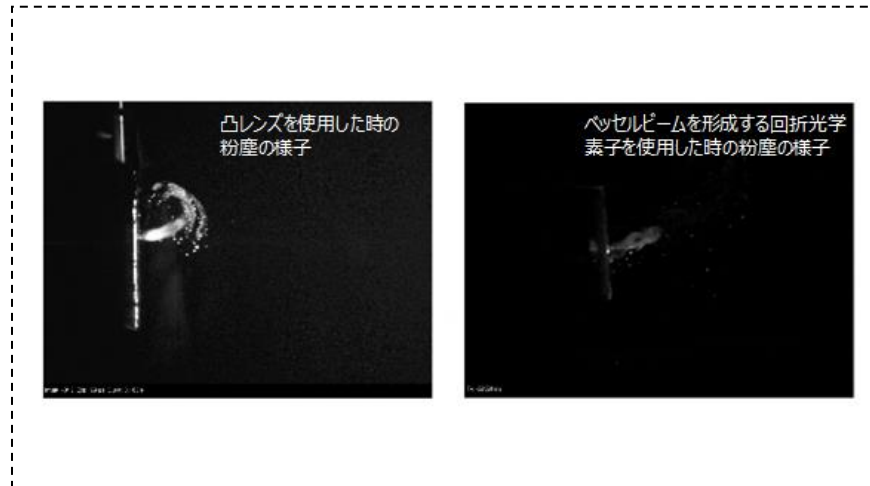 凸レンズを使用した時の
粉塵の様子
ベッセルビームを形成する回折光学
素子を使用した時の粉塵の様子